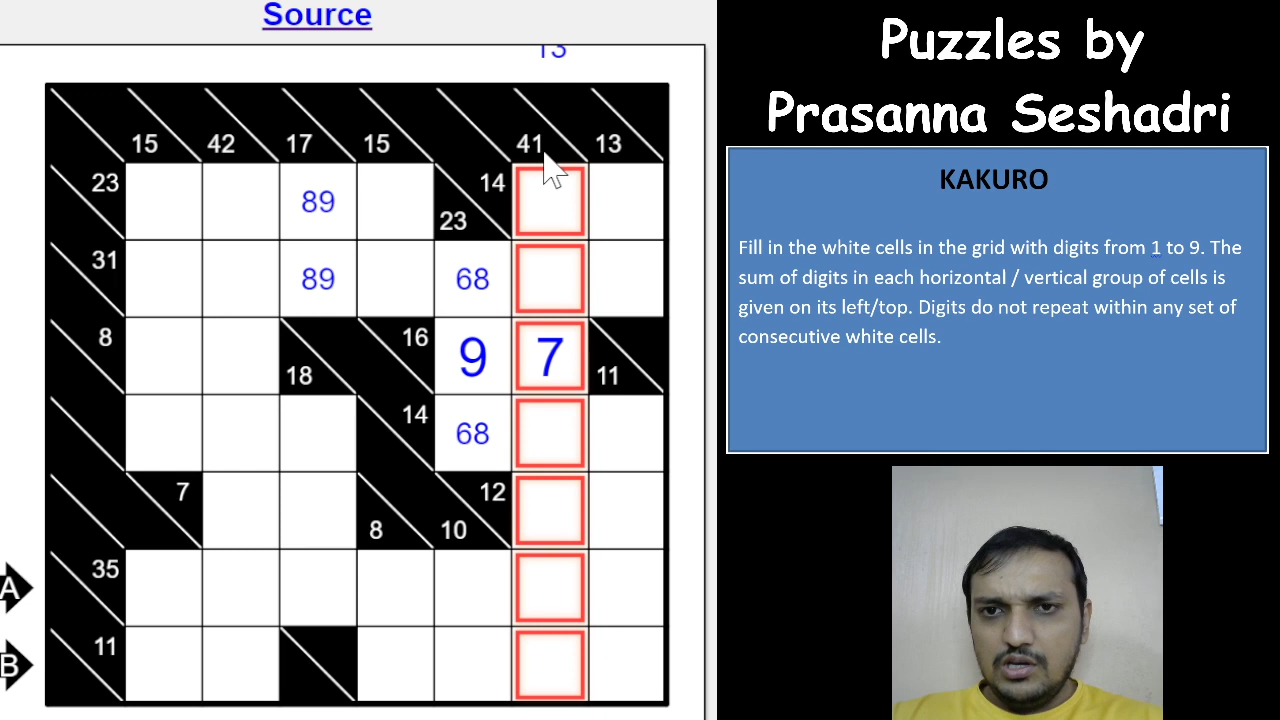 Source
Puzzles by
13
Prasanna Seshadri
15 42 17 15 41 13
KAKURO
23 89 14 23
Fill in the white cells in the grid with digits from 1 to 9. The
sum of digits in each horizontal / vertical group of cells is
given on its left/top. Digits do not repeat within any set of
consecutive white cells.
31 89 68
8 18 16 9 7 11
14 68
7 8 12 10
A 35
B 11